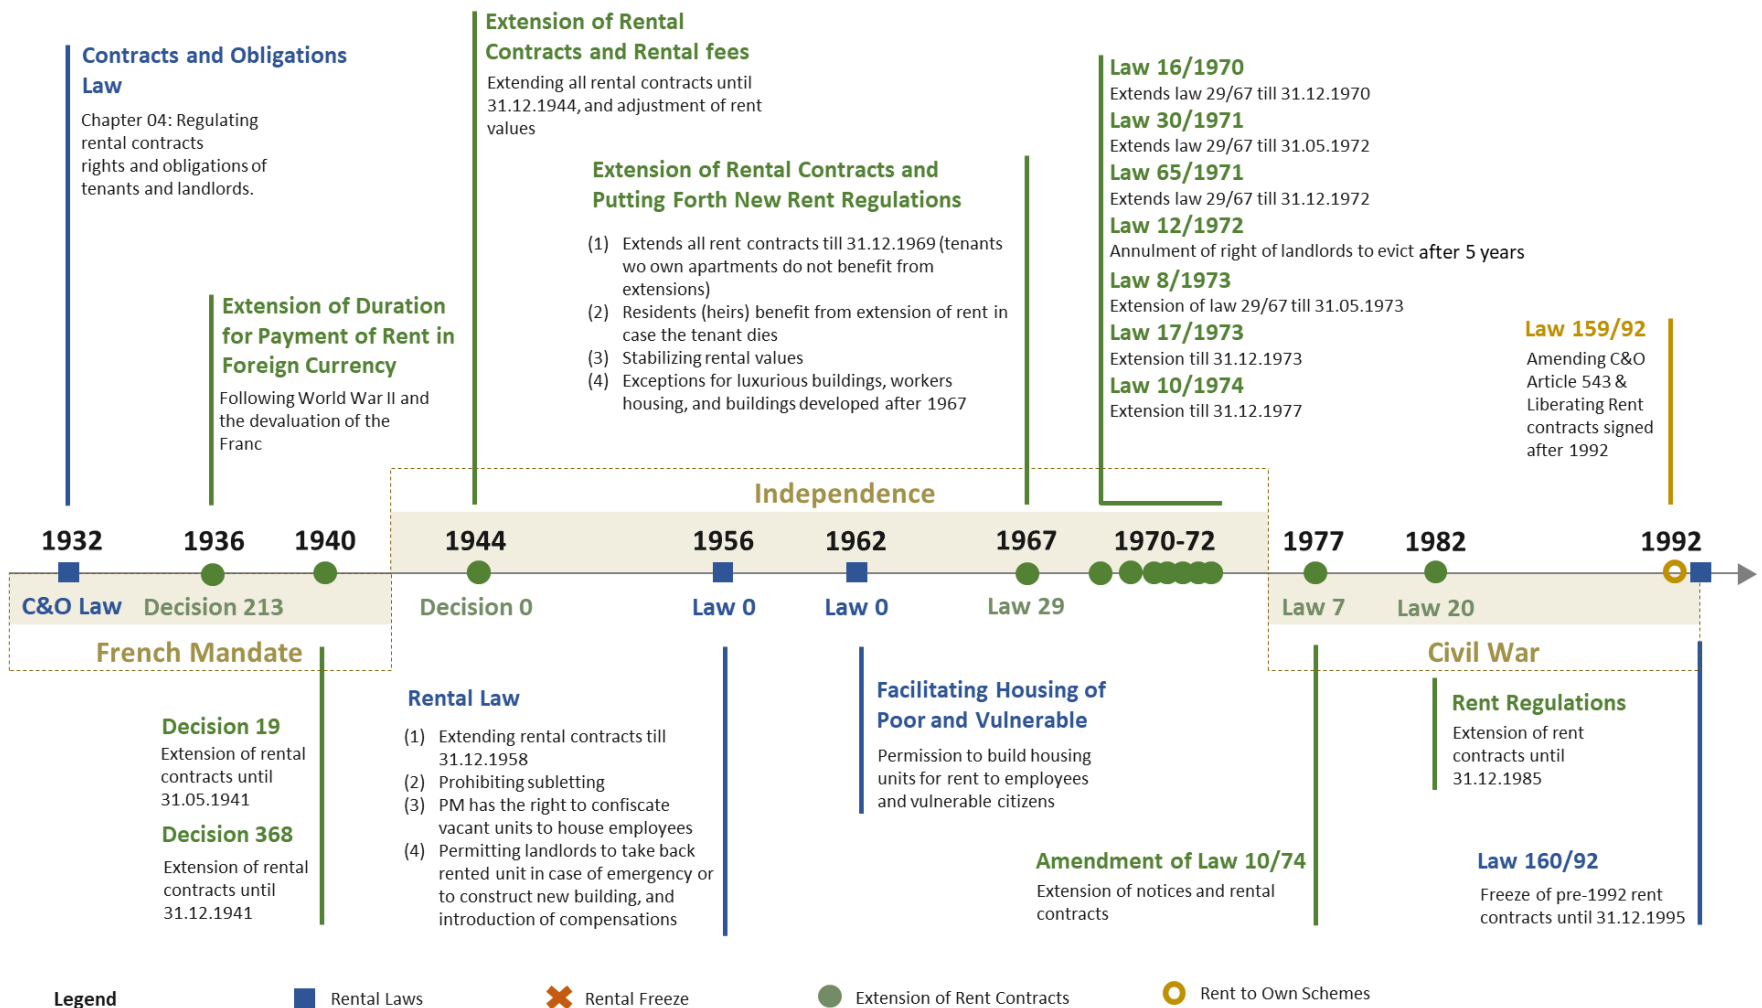 Contracts and Obligations
Law
Chapter 04: Regulating
rental contracts
rights and obligations of
tenants and landlords.
Extension of Duration
for Payment of Rent in
Foreign Currency
Following World War II and
the devaluation of the
Franc
Extension of Rental
Contracts and Rental fees
Extending all rental contracts until
31.12.1944, and adjustment of rent
values
Extension of Rental Contracts and
Putting Forth New Rent Regulations
(1) Extends all rent contracts till 31.12.1969 (tenants
wo own apartments do not benefit from
extensions)
(2) Residents (heirs) benefit from extension of rent in
case the tenant dies
(3) Stabilizing rental values
(4) Exceptions for luxurious buildings, workers
housing, and buildings developed after 1967
Law 16/1970
Extends law 29/67 till 31.12.1970
Law 30/1971
Extends law 29/67 till 31.05.1972
Law 65/1971
Extends law 29/67 till 31.12.1972
Law 12/1972
Annulment of right of landlords to evict after 5 years
Law 8/1973
Extension of law 29/67 till 31.05.1973
Law 17/1973
Extension till 31.12.1973
Law 10/1974
Extension till 31.12.1977
Law 159/92
Amending C&O
Article 543 &
Liberating Rent
contracts signed
after 1992
Independence
1932
1936
1940
1944
1956
1962
1967
1970-72
1977
1982
1992
C&O Law
Decision 213
Decision 0
Law 0
Law 0
Law 29
Law 7
Law 20
French Mandate
Civil War
Decision 19
Extension of rental
contracts until
31.05.1941
Decision 368
Extension of rental
contracts until
31.12.1941
Rental Law
(1) Extending rental contracts till
31.12.1958
(2) Prohibiting subletting
(3) PM has the right to confiscate
vacant units to house employees
(4) Permitting landlords to take back
rented unit in case of emergency or
to construct new building, and
introduction of compensations
Facilitating Housing of
Poor and Vulnerable
Permission to build housing
units for rent to employees
and vulnerable citizens
Amendment of Law 10/74
Extension of notices and rental
contracts
Rent Regulations
Extension of rent
contracts until
31.12.1985
Law 160/92
Freeze of pre-1992 rent
contracts until 31.12.1995
Legend
Rental Laws
Rental Freeze
Extension of Rent Contracts
Rent to Own Schemes